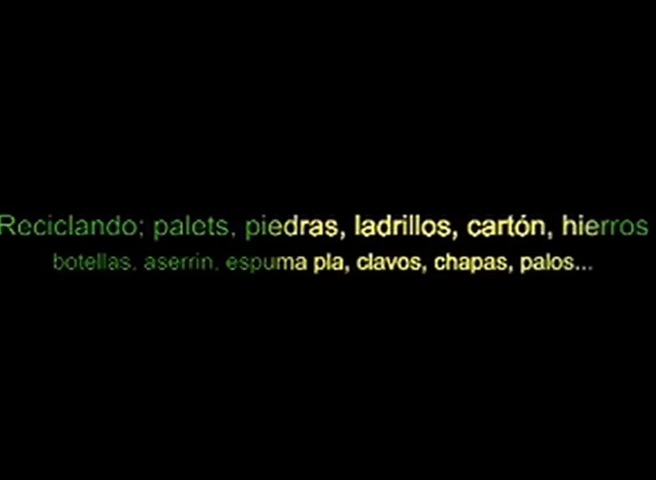 Reciclando; palets, piedras, ladrillos, cartón, hierros
botellas, aserrin, espuma pla, clavos, chapas, palos...